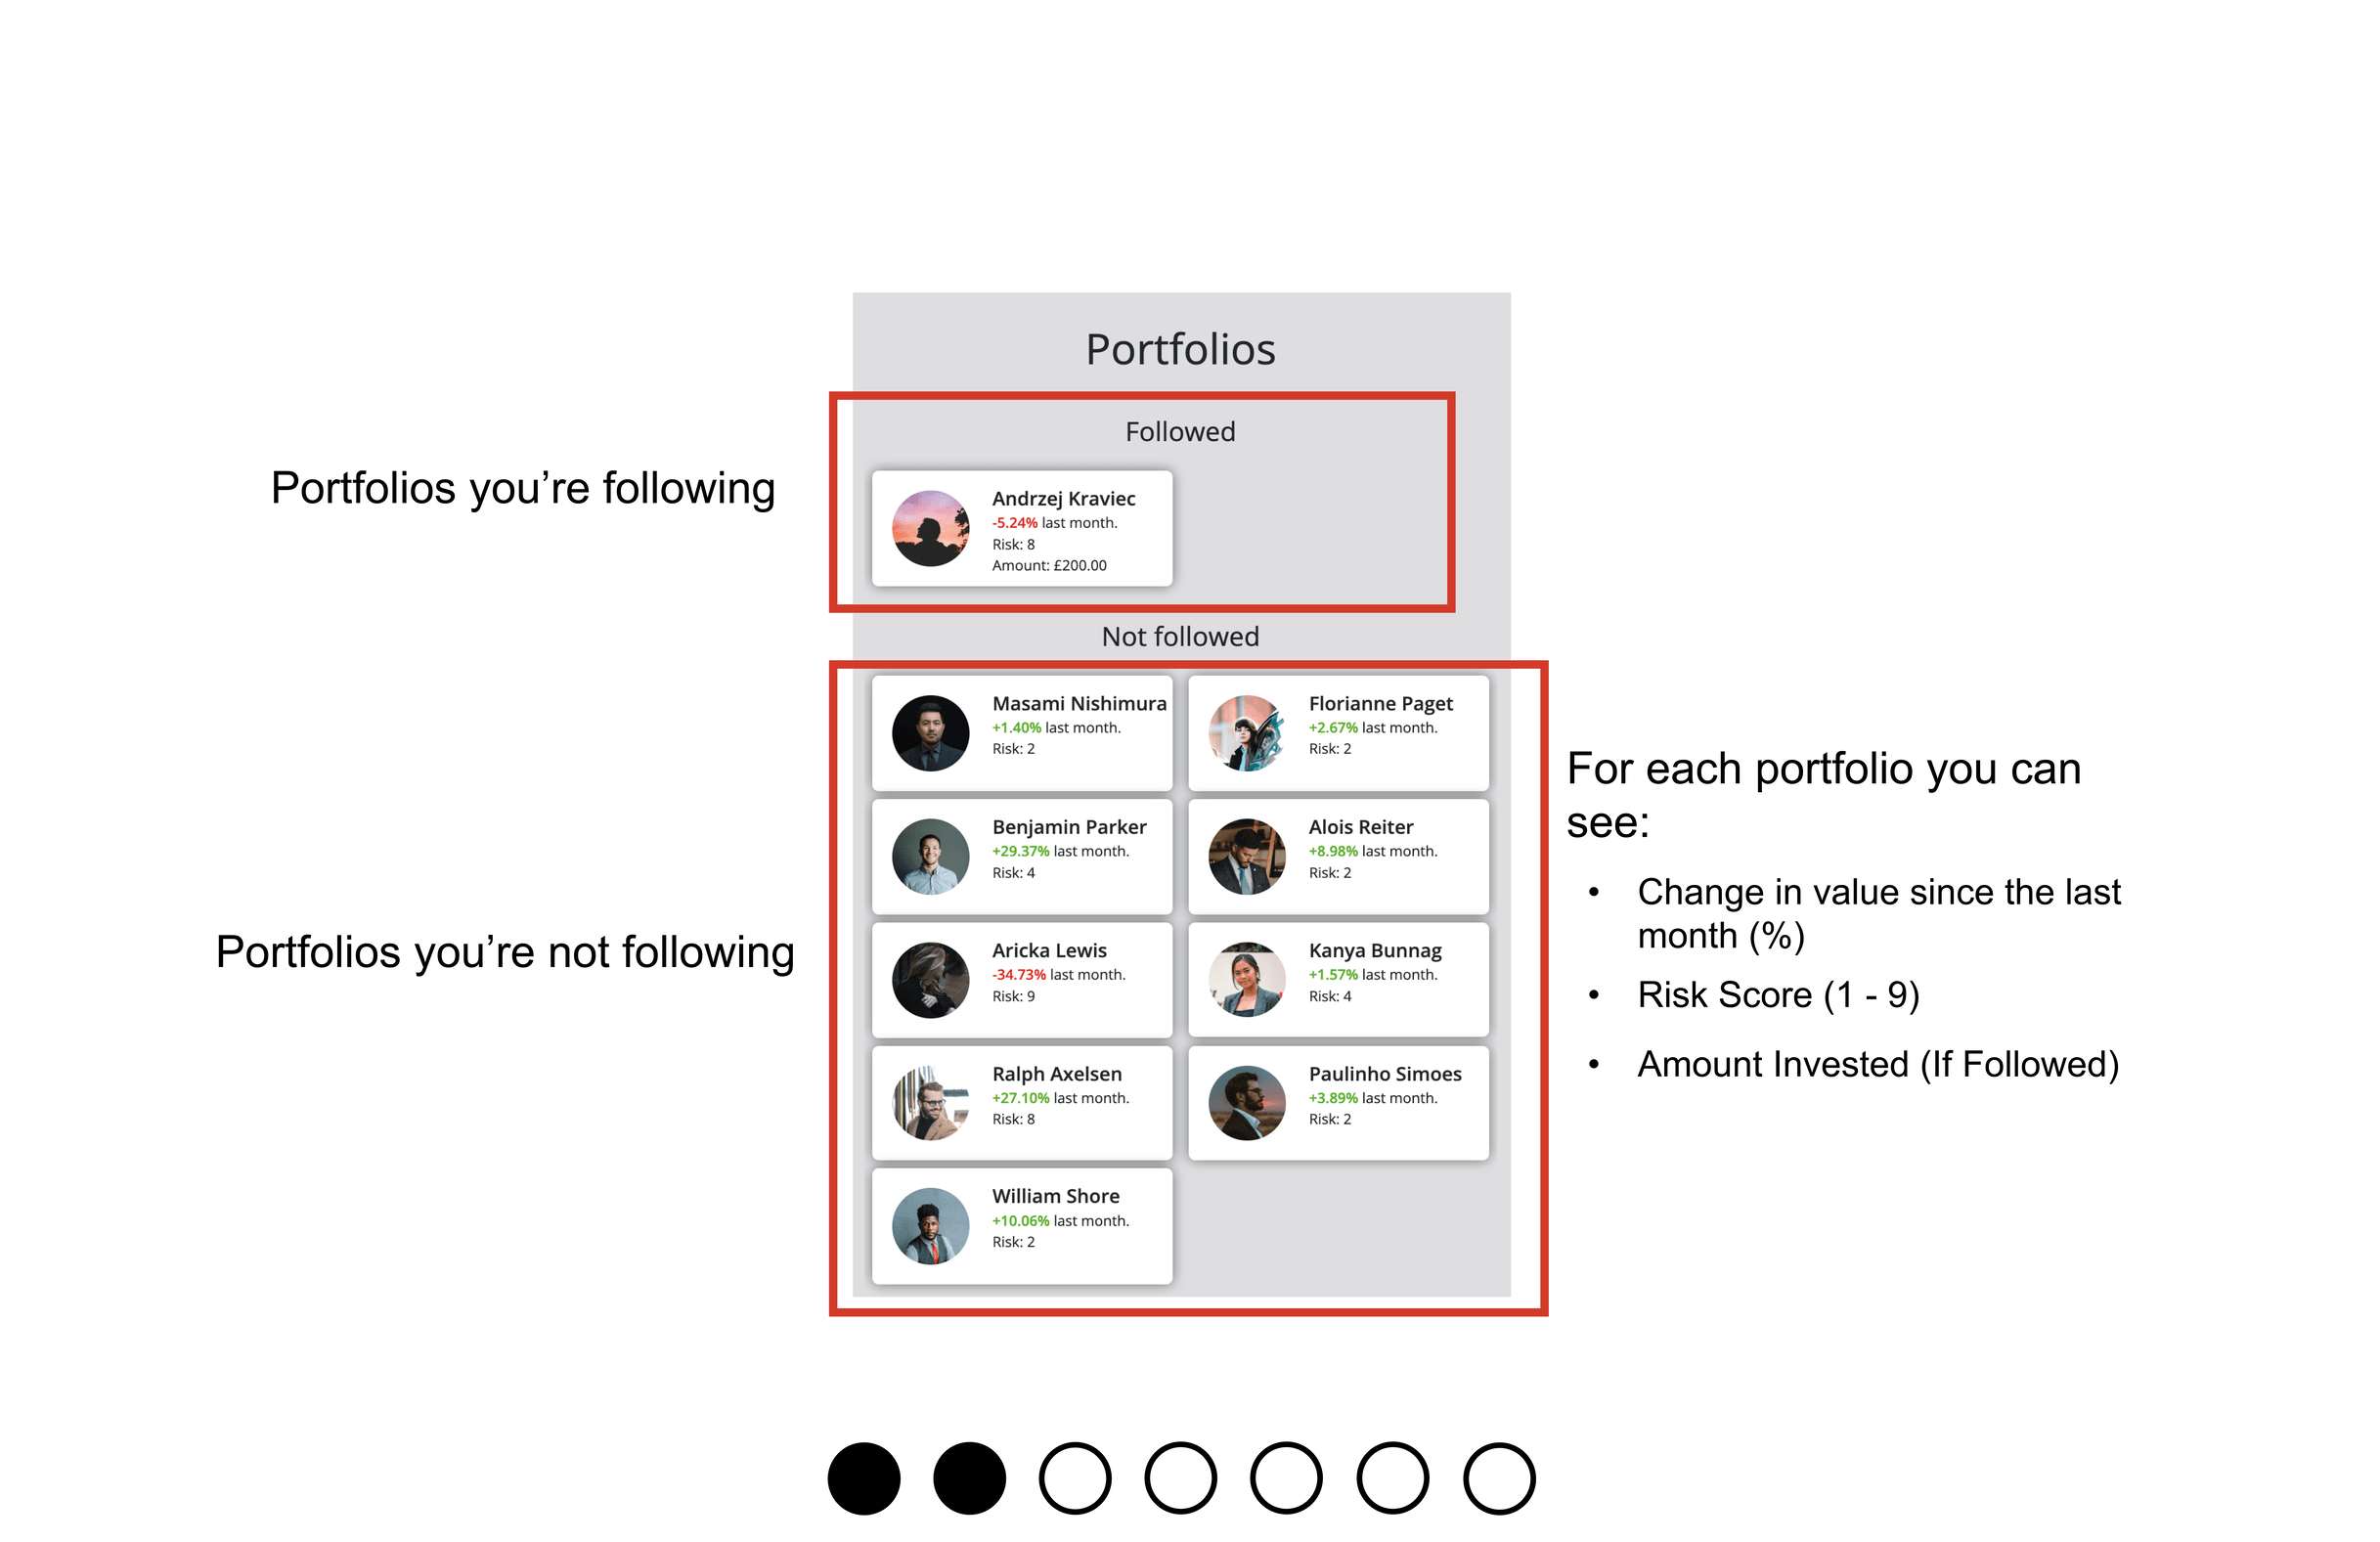 Portfolios
Followed
Portfolios you’re following
Andrzej Kraviec
-5.24% last month.
Risk: 8
Amount: £200.00
Not followed
Masami Nishimura
+1.40% last month.
Risk: 2
Florianne Paget
+2.67% last month.
Risk: 2
Benjamin Parker
+29.37% last month.
Risk: 4
Alois Reiter
+8.98% last month.
Risk: 2
Portfolios you’re not following
Aricka Lewis
-34.73% last month.
Risk: 9
Kanya Bunnag
+1.57% last month.
Risk: 4
Ralph Axelsen
+27.10% last month.
Risk: 8
Paulinho Simoes
+3.89% last month.
Risk: 2
William Shore
+10.06% last month.
Risk: 2
For each portfolio you can
see:
• Change in value since the last
month (%)
• Risk Score (1 - 9)
• Amount Invested (If Followed)